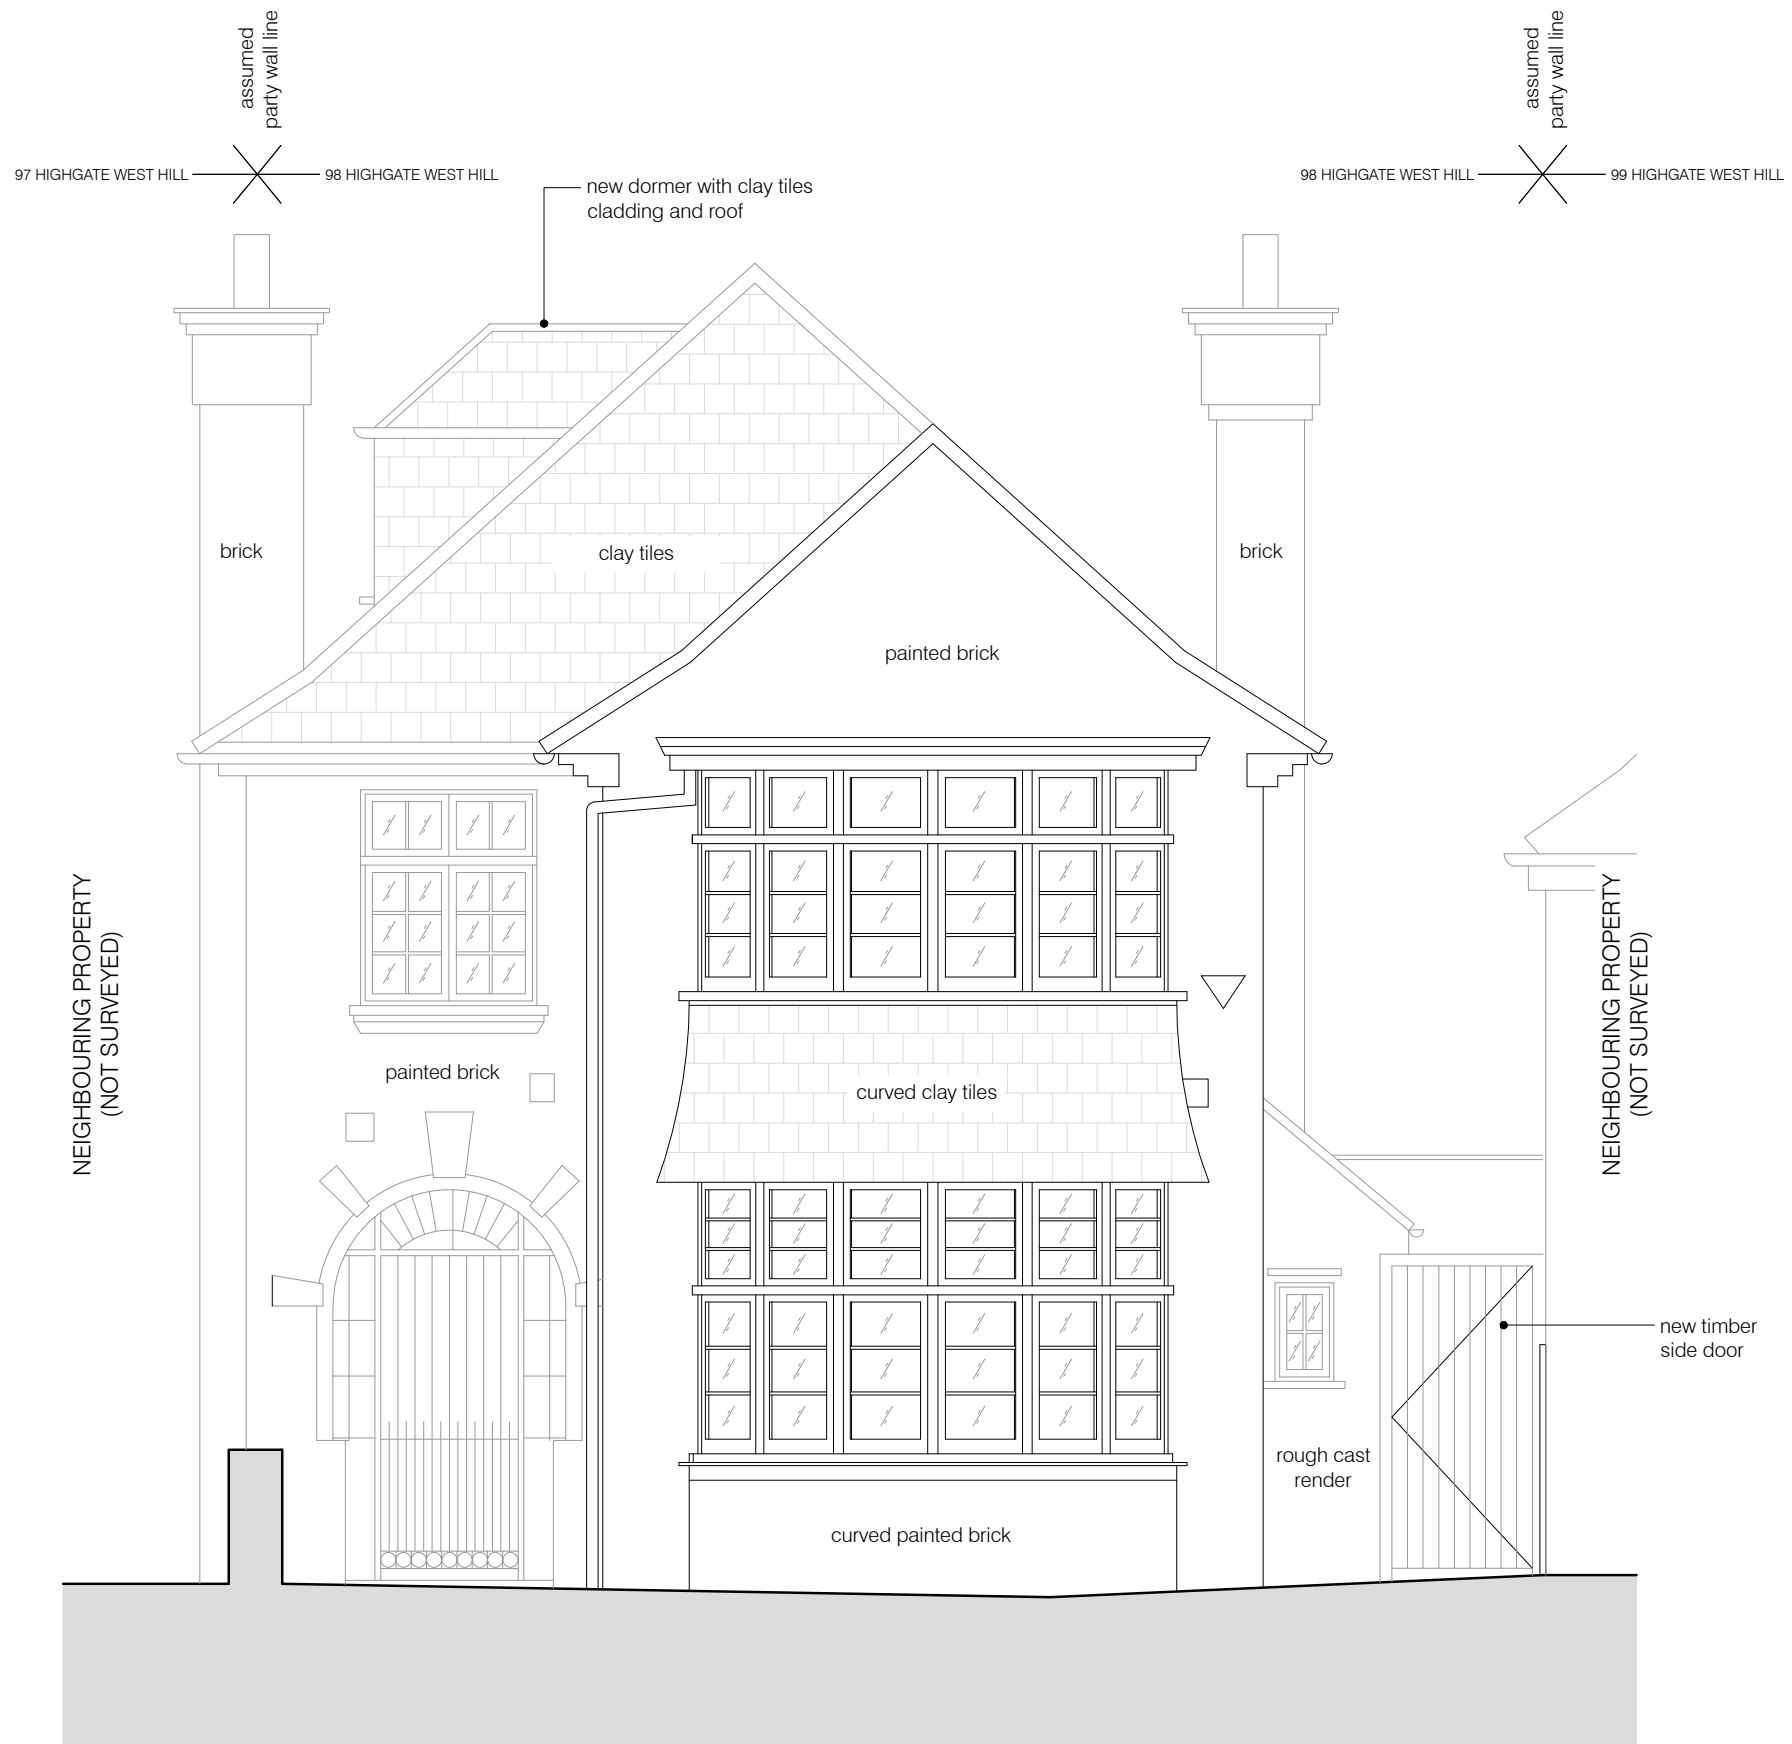 assumed
party wall line
assumed
party wall line
97 HIGHGATE WEST HILL
98 HIGHGATE WEST HILL
98 HIGHGATE WEST HILL
99 HIGHGATE WEST HILL
new dormer with clay tiles
cladding and roof
brick
clay tiles
brick
painted brick
NEIGHBOURING PROPERTY
(NOT SURVEYED)
painted brick
curved clay tiles
NEIGHBOURING PROPERTY
(NOT SURVEYED)
new timber
side door
rough cast
render
curved painted brick